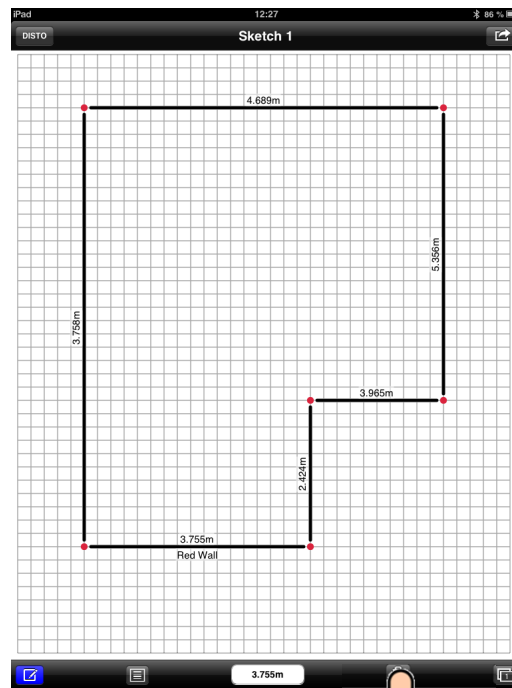 iPad 12:27 86 %
DISTO Sketch 1
4.689m
5.356m
3.758m
3.965m
2.424m
3.755m
Red Wall
3.755m
1